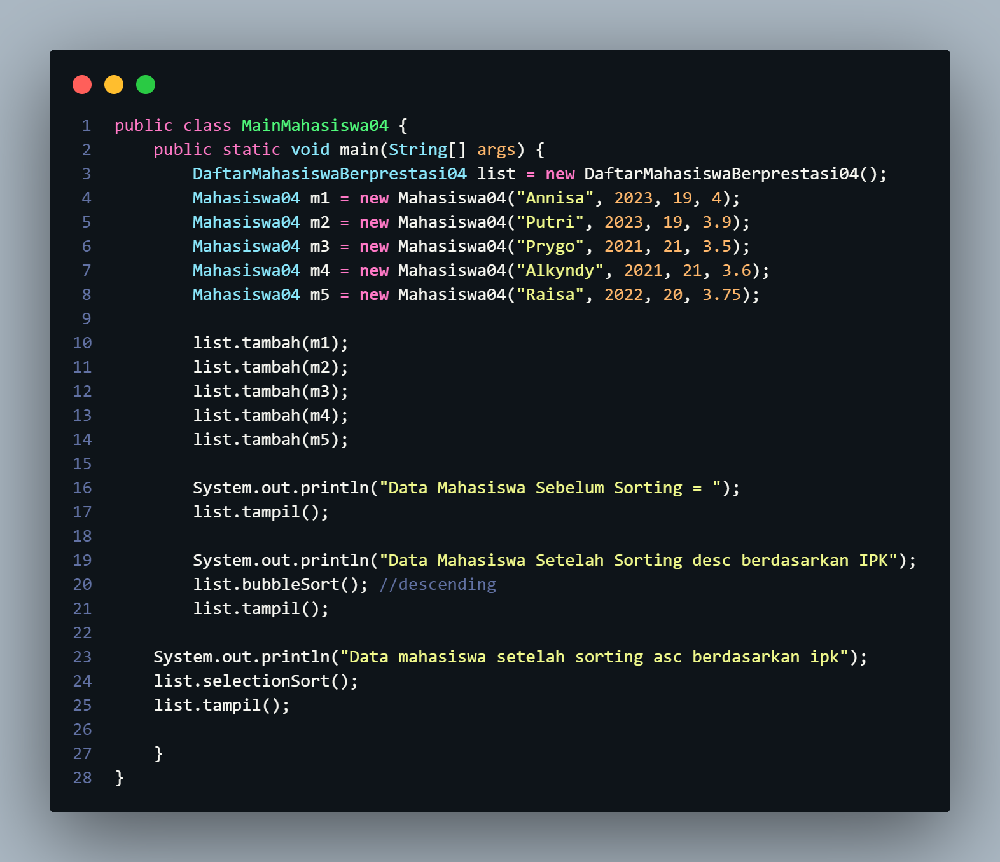 1 public class MainMahasiswa04 {
2     public static void main(String[] args) {
3         DaftarMahasiswaBerprestasi04 list = new DaftarMahasiswaBerprestasi04();
4         Mahasiswa04 m1 = new Mahasiswa04("Annisa", 2023, 19, 4);
5         Mahasiswa04 m2 = new Mahasiswa04("Putri", 2023, 19, 3.9);
6         Mahasiswa04 m3 = new Mahasiswa04("Prygo", 2021, 21, 3.5);
7         Mahasiswa04 m4 = new Mahasiswa04("Alkyndy", 2021, 21, 3.6);
8         Mahasiswa04 m5 = new Mahasiswa04("Raisa", 2022, 20, 3.75);
9
10         list.tambah(m1);
11         list.tambah(m2);
12         list.tambah(m3);
13         list.tambah(m4);
14         list.tambah(m5);
15
16         System.out.println("Data Mahasiswa Sebelum Sorting = ");
17         list.tampil();
18
19         System.out.println("Data Mahasiswa Setelah Sorting desc berdasarkan IPK");
20         list.bubbleSort(); //descending
21         list.tampil();
22
23     System.out.println("Data mahasiswa setelah sorting asc berdasarkan ipk");
24     list.selectionSort();
25     list.tampil();
26
27     }
28 }